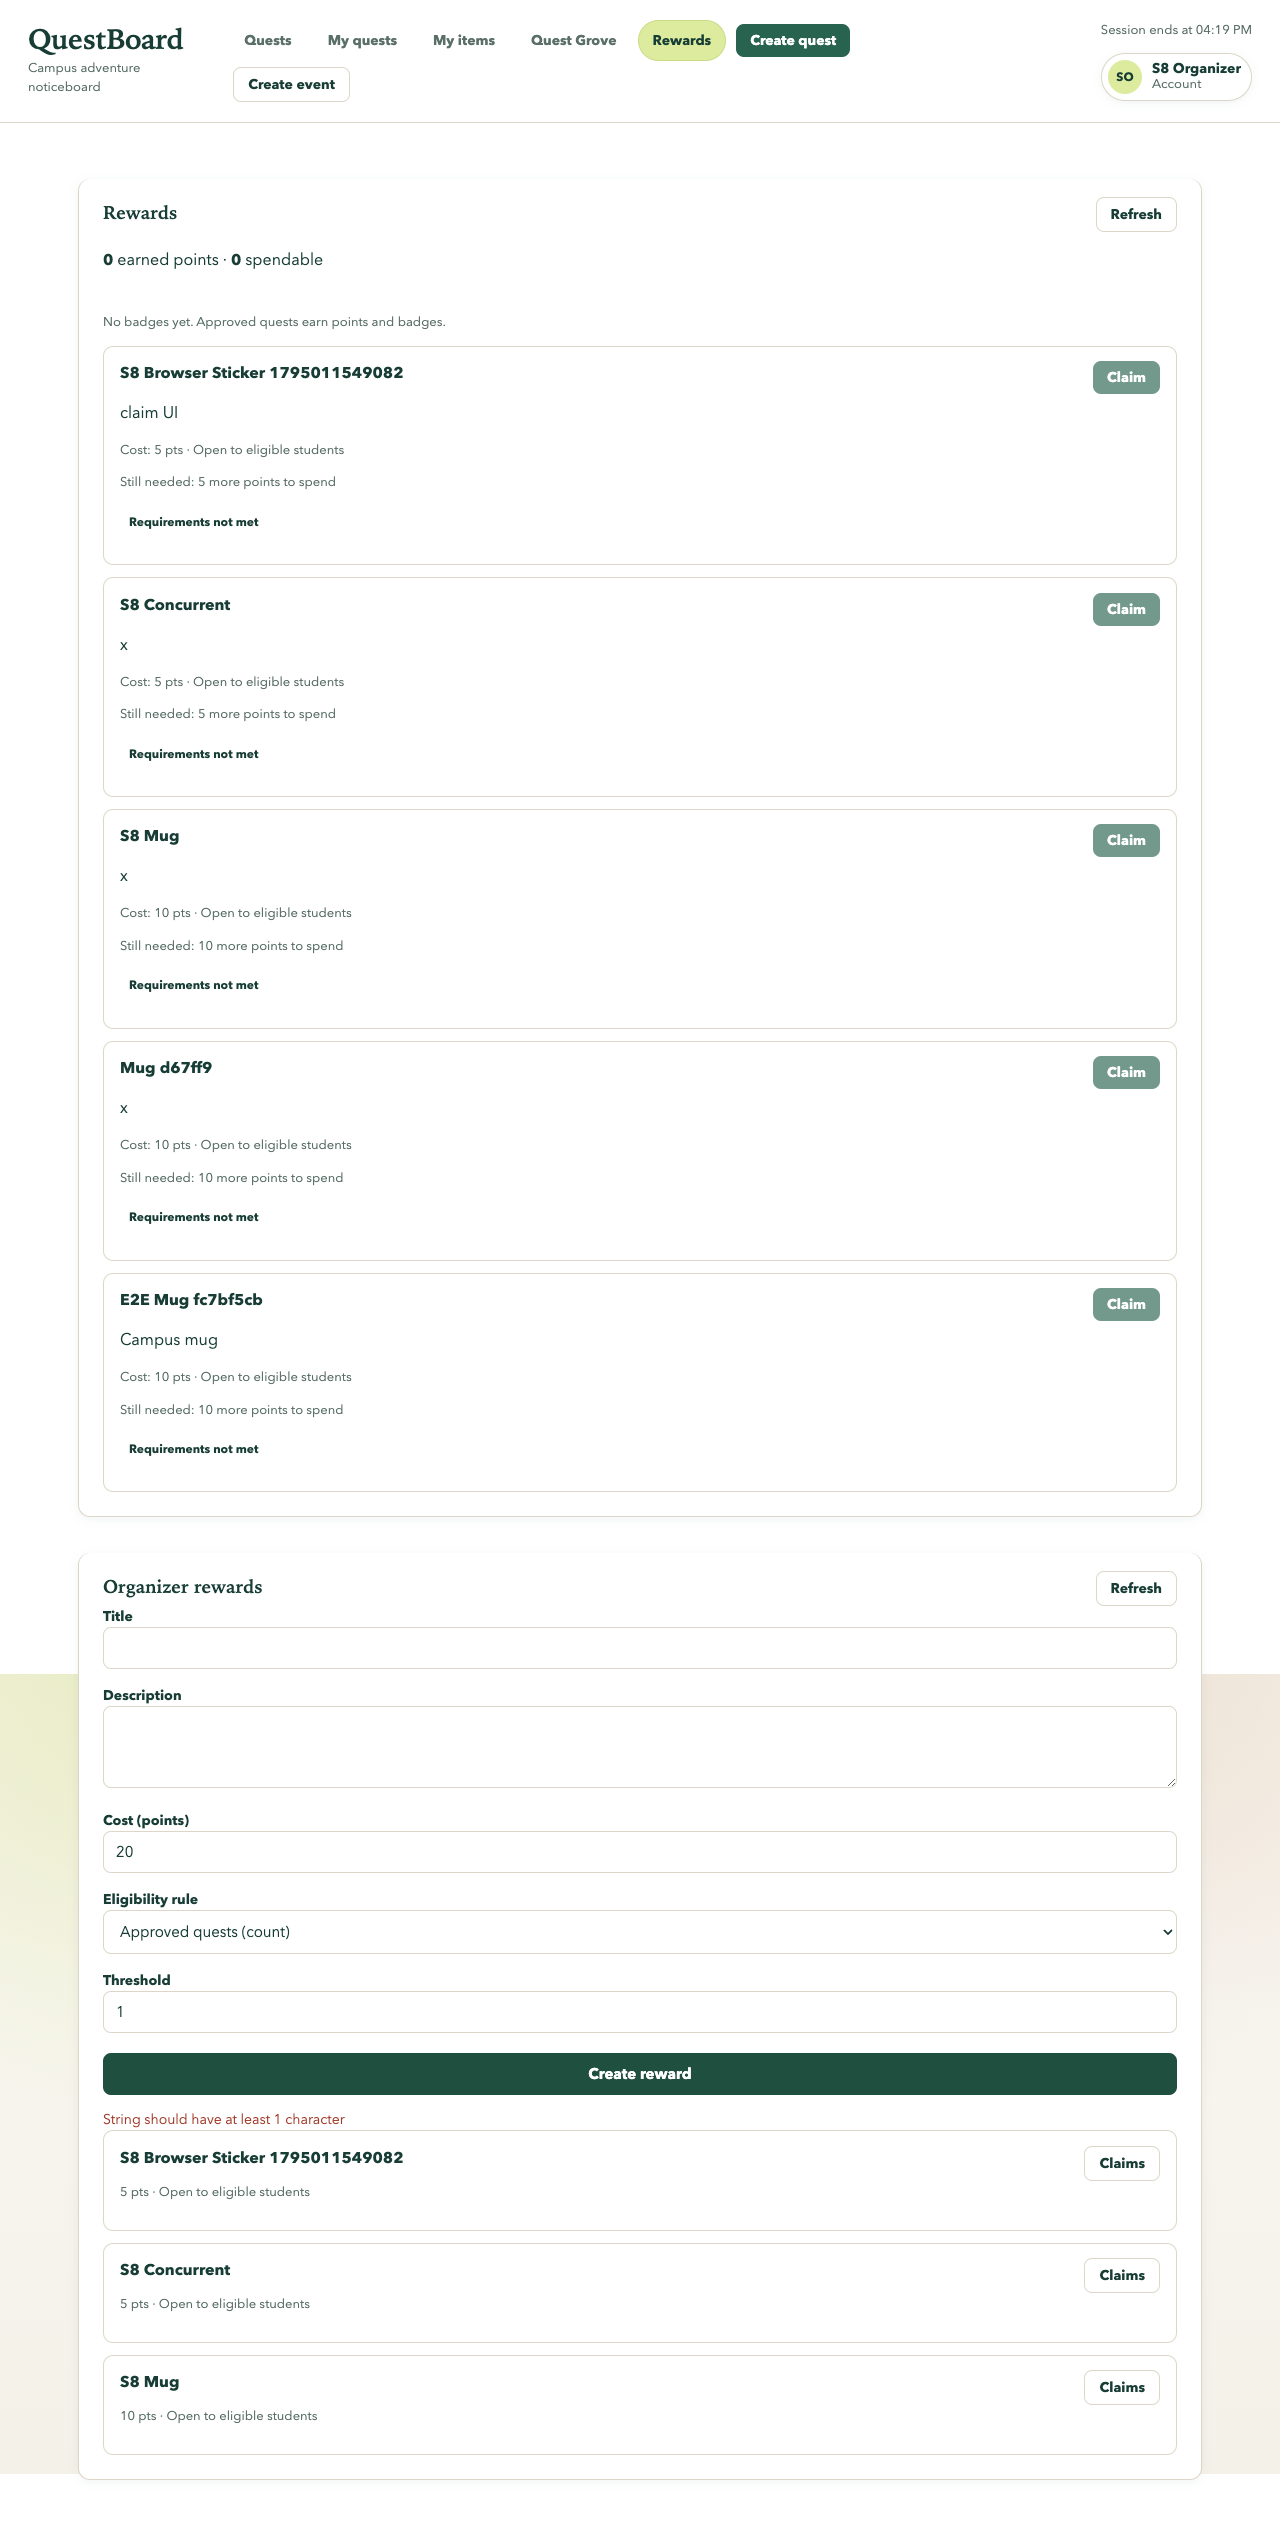 QuestBoard
Campus adventure
noticeboard
Quests
My quests
My items
Quest Grove
Rewards
Create quest
Create event
Session ends at 04:19 PM
SO
S8 Organizer
Account
Rewards
Refresh
0 earned points · 0 spendable
No badges yet. Approved quests earn points and badges.
S8 Browser Sticker 1795011549082
Claim
claim UI
Cost: 5 pts · Open to eligible students
Still needed: 5 more points to spend
Requirements not met
S8 Concurrent
Claim
x
Cost: 5 pts · Open to eligible students
Still needed: 5 more points to spend
Requirements not met
S8 Mug
Claim
x
Cost: 10 pts · Open to eligible students
Still needed: 10 more points to spend
Requirements not met
Mug d67ff9
Claim
x
Cost: 10 pts · Open to eligible students
Still needed: 10 more points to spend
Requirements not met
E2E Mug fc7bf5cb
Claim
Campus mug
Cost: 10 pts · Open to eligible students
Still needed: 10 more points to spend
Requirements not met
Organizer rewards
Refresh
Title
Description
Cost (points)
20
Eligibility rule
Approved quests (count)
Threshold
1
Create reward
String should have at least 1 character
S8 Browser Sticker 1795011549082
Claims
5 pts · Open to eligible students
S8 Concurrent
Claims
5 pts · Open to eligible students
S8 Mug
Claims
10 pts · Open to eligible students